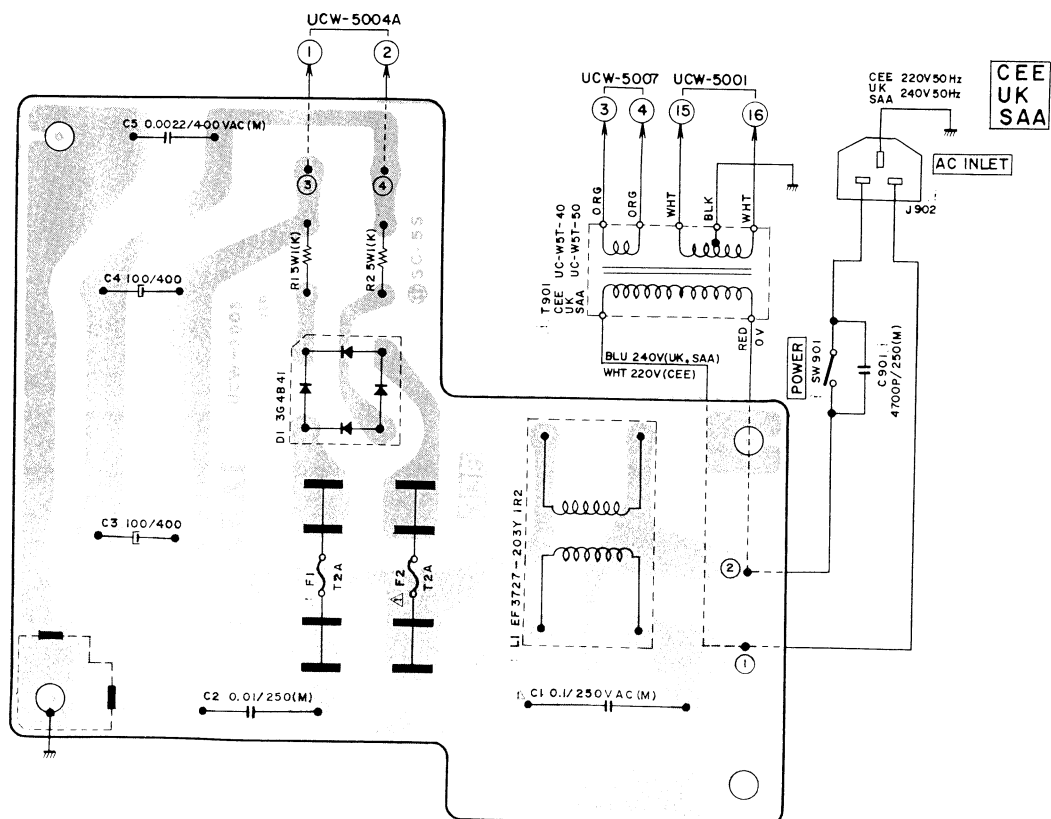 UCW-5004A
1 2
UCW-5007 UCW-5001
3 4 15 16
CEE 220V 50Hz
UK
SAA 240V 50Hz
CEE
UK
SAA
AC INLET
J902
C5 0.0022/400VAC(M)
3 4
R1 5W1(K)
R2 5W1(K)
SC-5S
C4 100/400
ORG
ORG
WHT
BLK
WHT
T901
CEE UC-W5T-40
UK UC-W5T-50
SAA
BLU 240V(UK,SAA)
WHT 220V(CEE)
RED
0V
POWER
SW901
C901
4700P/250(M)
D1 3G4B41
C3 100/400
F1
T2A
F2
T2A
L1 EF3727-203Y1R2
2
1
C2 0.01/250(M)
C1 0.1/250VAC(M)